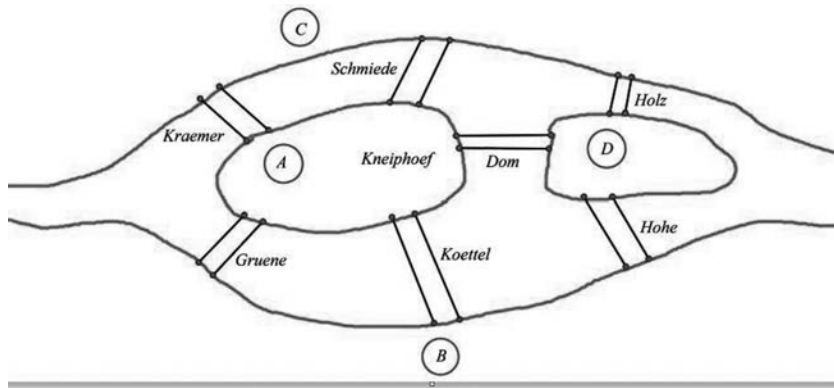 C
Schmiede
Holz
Kraemer
A
Kneiphoef
Dom
D
Gruene
Koettel
Hohe
B